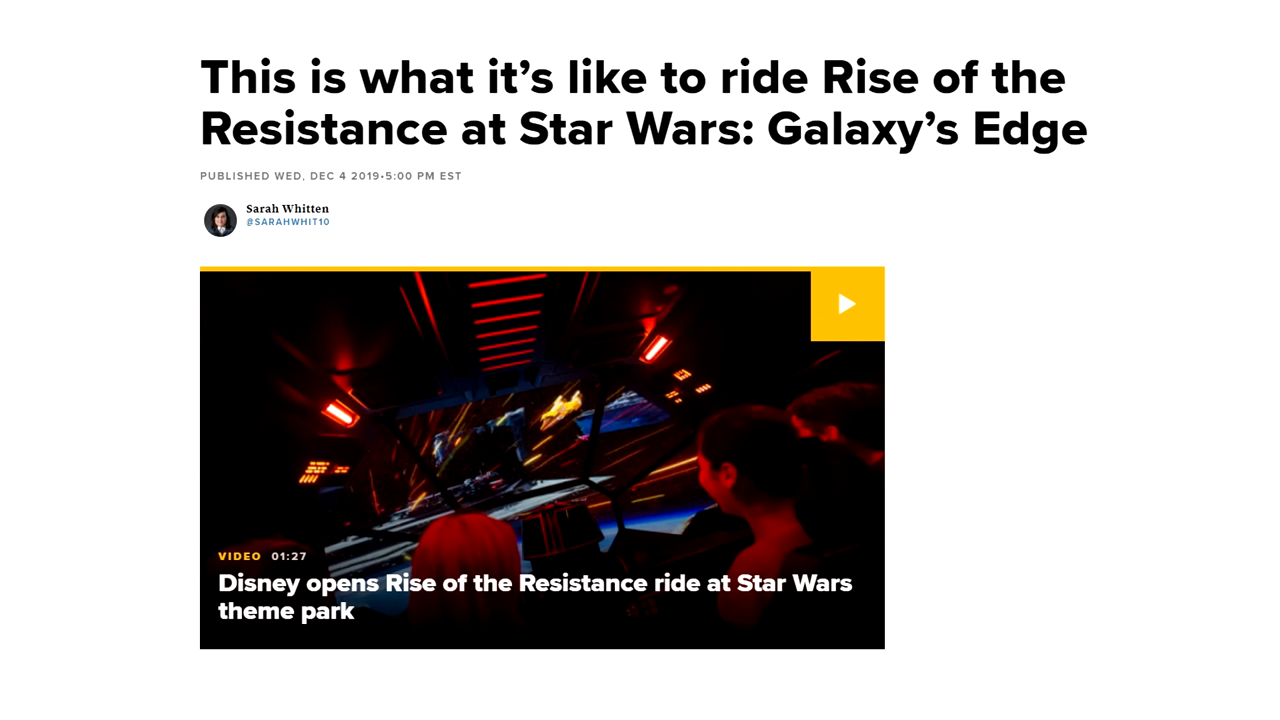 This is what it’s like to ride Rise of the
Resistance at Star Wars: Galaxy’s Edge
PUBLISHED WED, DEC 4 2019•5:00 PM EST
Sarah Whitten
@SARAHWHIT10
VIDEO 01:27
Disney opens Rise of the Resistance ride at Star Wars
theme park